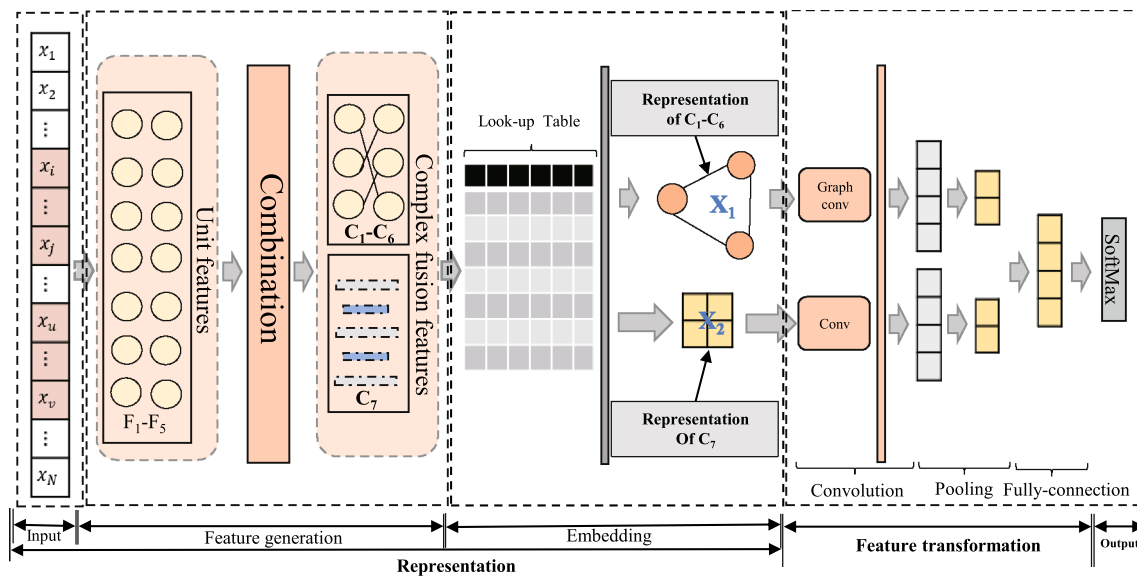 x₁
x₂
⋮
xᵢ
⋮
xⱼ
⋮
xᵤ
⋮
xᵥ
⋮
x_N
F₁-F₅
Unit features
Combination
C₁-C₆
C₇
Complex fusion features
Look-up Table
Representation
of C₁-C₆
X₁
X₂
Representation
Of C₇
Graph
conv
Conv
SoftMax
Convolution
Pooling
Fully-connection
Input
Feature generation
Embedding
Feature transformation
Output
Representation